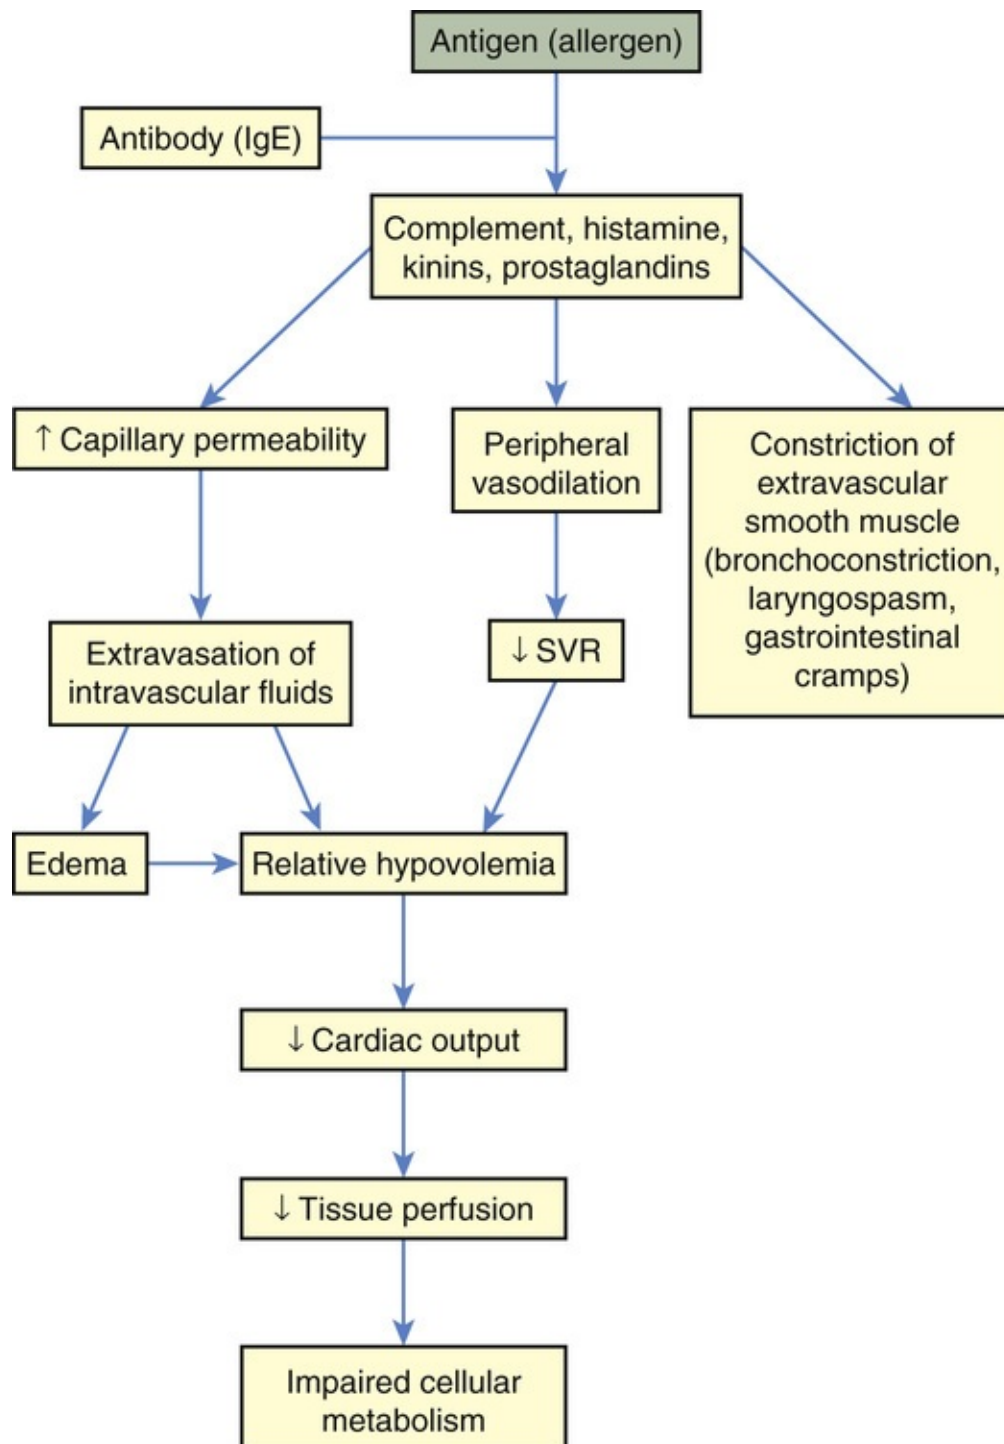 Antigen (allergen)
Antibody (IgE)
Complement, histamine,
kinins, prostaglandins
↑ Capillary permeability
Peripheral
vasodilation
Constriction of
extravascular
smooth muscle
(bronchoconstriction,
laryngospasm,
gastrointestinal
cramps)
Extravasation of
intravascular fluids
↓ SVR
Edema
Relative hypovolemia
↓ Cardiac output
↓ Tissue perfusion
Impaired cellular
metabolism